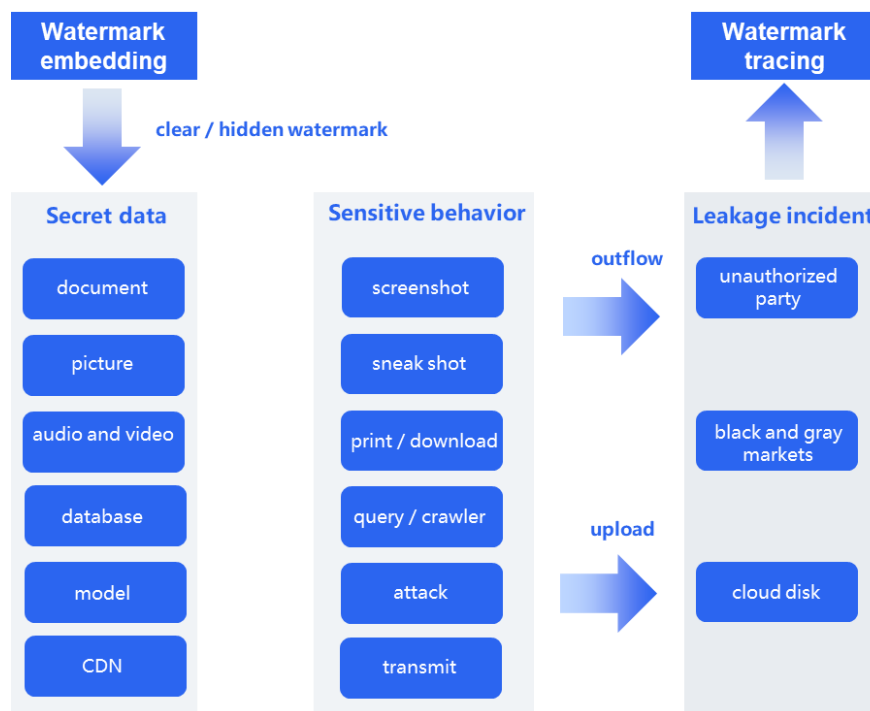 Watermark
embedding
clear / hidden watermark
Secret data
document
picture
audio and video
database
model
CDN
Sensitive behavior
screenshot
sneak shot
print / download
query / crawler
attack
transmit
outflow
upload
Watermark
tracing
Leakage incident
unauthorized
party
black and gray
markets
cloud disk